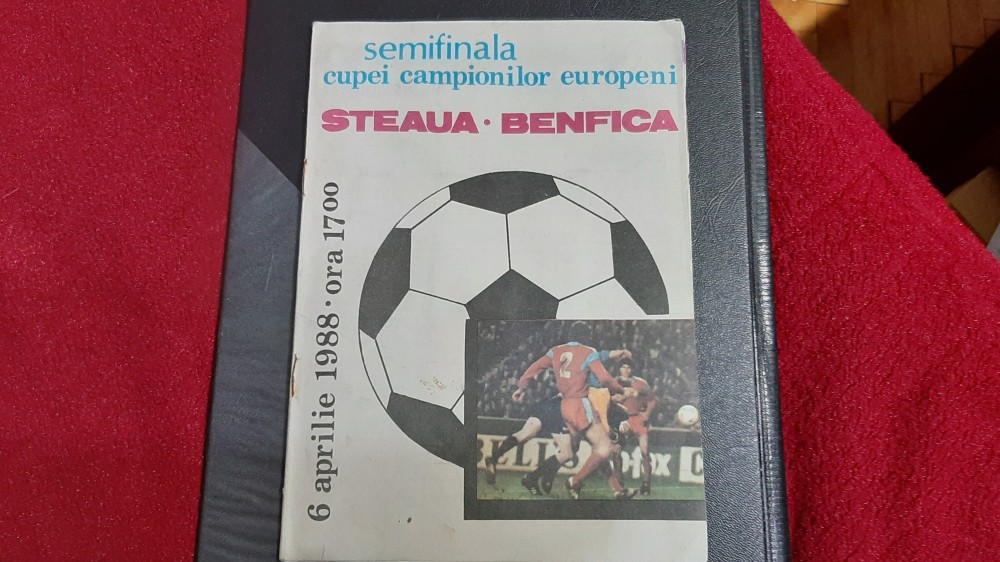 semifinala
cupei campionilor europeni
STEAUA · BENFICA
6 aprilie 1988 · ora 17⁰⁰
2